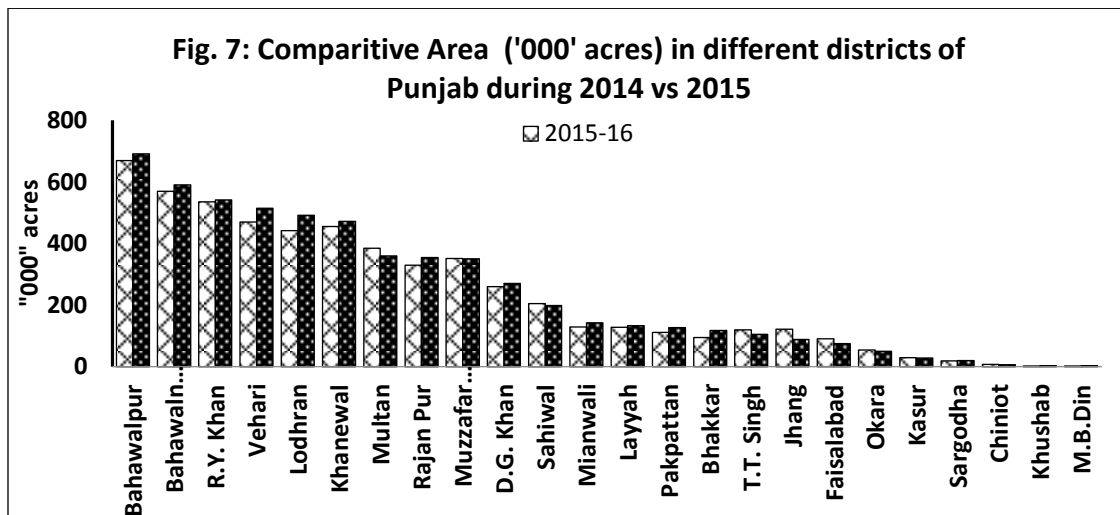 Fig. 7: Comparitive Area ('000' acres) in different districts of
Punjab during 2014 vs 2015
2015-16
"000" acres
800
600
400
200
0
Bahawalpur
Bahawaln...
R.Y. Khan
Vehari
Lodhran
Khanewal
Multan
Rajan Pur
Muzzafar...
D.G. Khan
Sahiwal
Mianwali
Layyah
Pakpattan
Bhakkar
T.T. Singh
Jhang
Faisalabad
Okara
Kasur
Sargodha
Chiniot
Khushab
M.B.Din